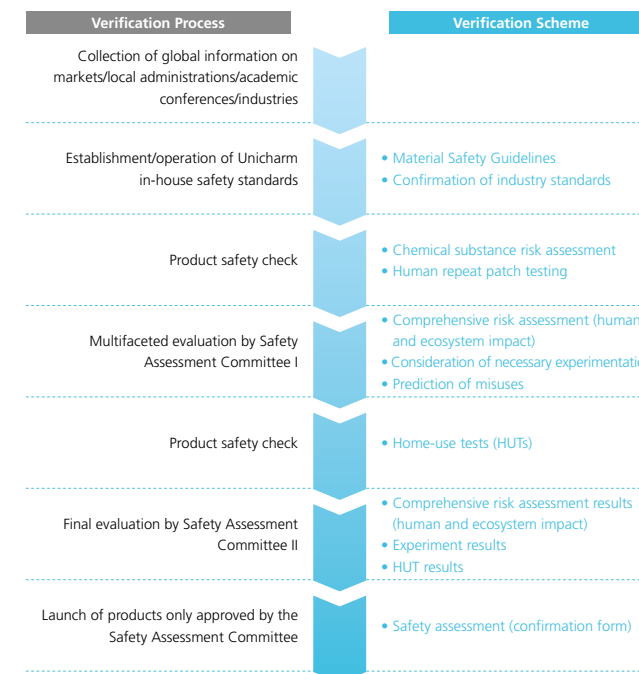 Verification Process
Verification Scheme
Collection of global information on
markets/local administrations/academic
conferences/industries
Establishment/operation of Unicharm
in-house safety standards
• Material Safety Guidelines
• Confirmation of industry standards
Product safety check
• Chemical substance risk assessment
• Human repeat patch testing
Multifaceted evaluation by Safety
Assessment Committee I
• Comprehensive risk assessment (human
and ecosystem impact)
• Consideration of necessary
• Prediction of misuses
Product safety check
• Home-use tests (HUTs)
Final evaluation by Safety Assessment
Committee II
• Comprehensive risk assessment results
(human and ecosystem impact)
• Experiment results
• HUT results
Launch of products only approved by the
Safety Assessment Committee
• Safety assessment (confirmation form)